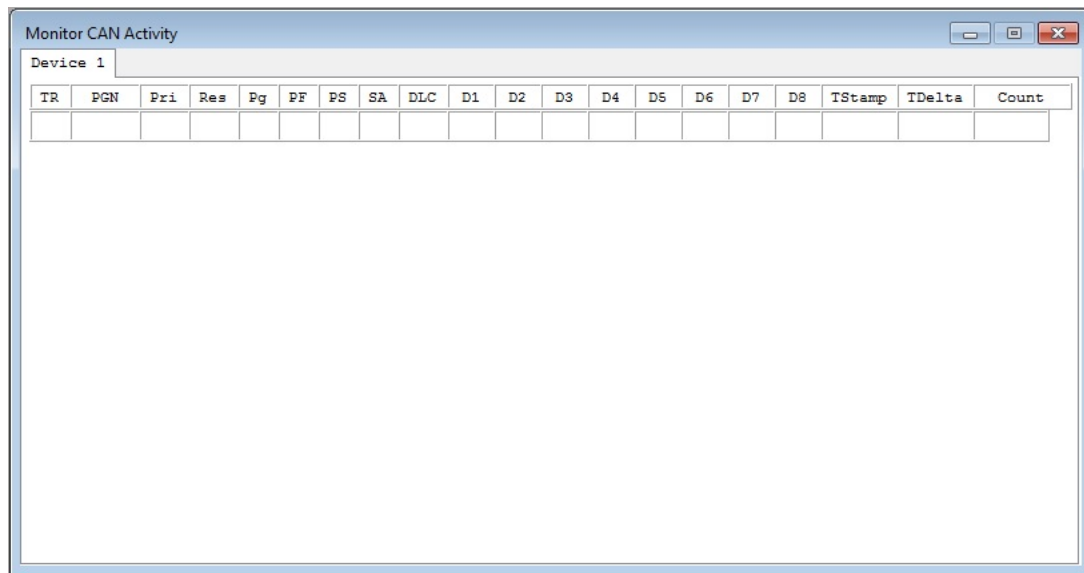 Monitor CAN Activity
Device 1
TR PGN Pri Res Pg PF PS SA DLC D1 D2 D3 D4 D5 D6 D7 D8 TStamp TDelta Count